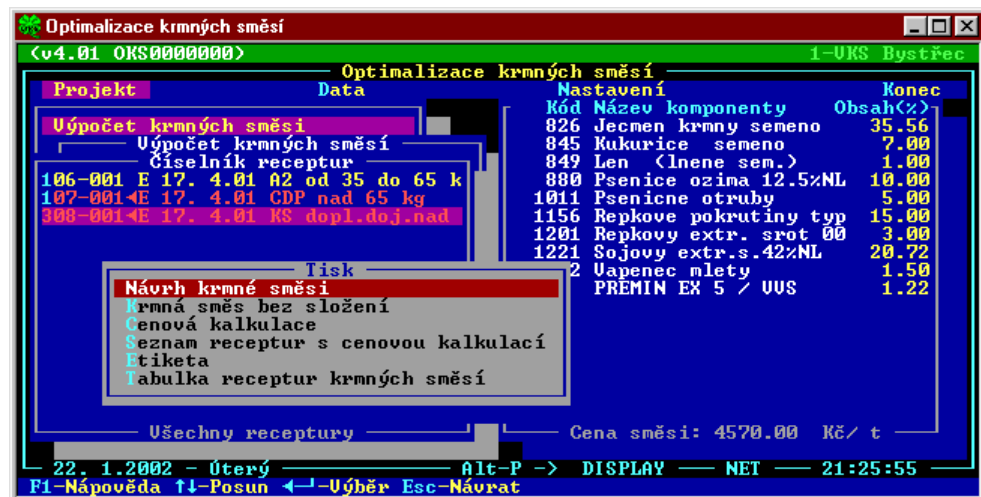 Optimalizace krmných směsí
(v4.01 OKS0000000) 1-VKS Bystřec
Optimalizace krmných směsí
Projekt Data Nastavení Konec
Kód Název komponenty Obsah(%)
Výpočet krmných směsi
Výpočet krmných směsí
Číselník receptur
106-001 E 17. 4.01 A2 od 35 do 65 k
107-001◄E 17. 4.01 CDP nad 65 kg
308-001◄E 17. 4.01 KS dopl.doj.nad
826 Jecmen krmny semeno 35.56
845 Kukurice semeno 7.00
849 Len (lnene sem.) 1.00
880 Psenice ozima 12.5%NL 10.00
1011 Psenicne otruby 5.00
1156 Repkove pokrutiny typ 15.00
1201 Repkovy extr. srot 00 3.00
1221 Sojovy extr.s.42%NL 20.72
2 Vapenec mlety 1.50
PREMIN EX 5 / VVS 1.22
Tisk
Návrh krmné směsi
Krmná směs bez složení
Cenová kalkulace
Seznam receptur s cenovou kalkulací
Etiketa
Tabulka receptur krmných směsí
Všechny receptury
Cena směsi: 4570.00 Kč/ t
22. 1.2002 - Úterý Alt-P -> DISPLAY NET 21:25:55
F1-Nápověda ↑↓-Posun ◄┘-Výběr Esc-Návrat